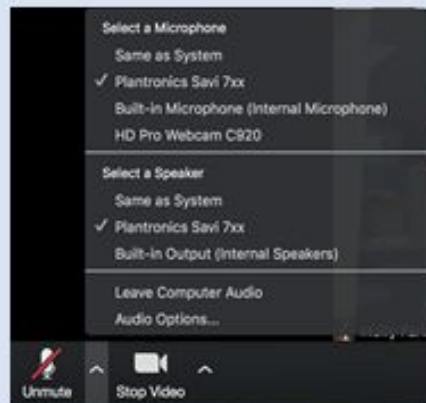 Select a Microphone
Same as System
✓ Plantronics Savi 7xx
Built-in Microphone (Internal Microphone)
HD Pro Webcam C920
Select a Speaker
Same as System
✓ Plantronics Savi 7xx
Built-in Output (Internal Speakers)
Leave Computer Audio
Audio Options...
Unmute
Stop Video